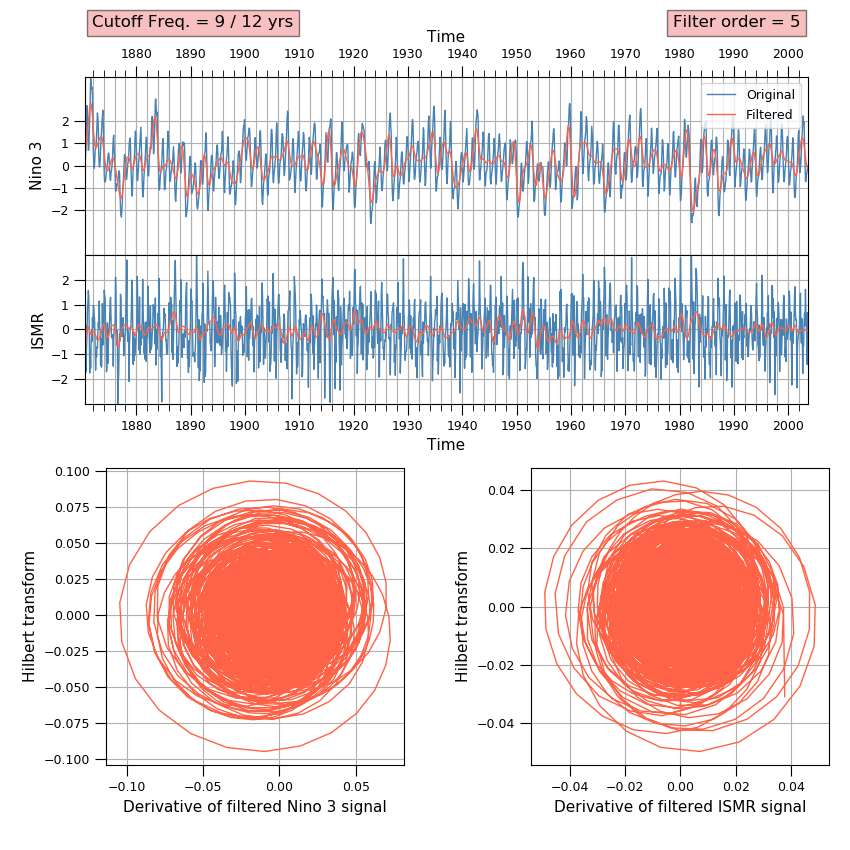 Cutoff Freq. = 9 / 12 yrs
Filter order = 5
Time
1880 1890 1900 1910 1920 1930 1940 1950 1960 1970 1980 1990 2000
Original
Filtered
Nino 3
2
1
0
−1
−2
ISMR
2
1
0
−1
−2
1880 1890 1900 1910 1920 1930 1940 1950 1960 1970 1980 1990 2000
Time
Hilbert transform
0.100
0.075
0.050
0.025
0.000
−0.025
−0.050
−0.075
−0.100
−0.10 −0.05 0.00 0.05
Derivative of filtered Nino 3 signal
Hilbert transform
0.04
0.02
0.00
−0.02
−0.04
−0.04 −0.02 0.00 0.02 0.04
Derivative of filtered ISMR signal